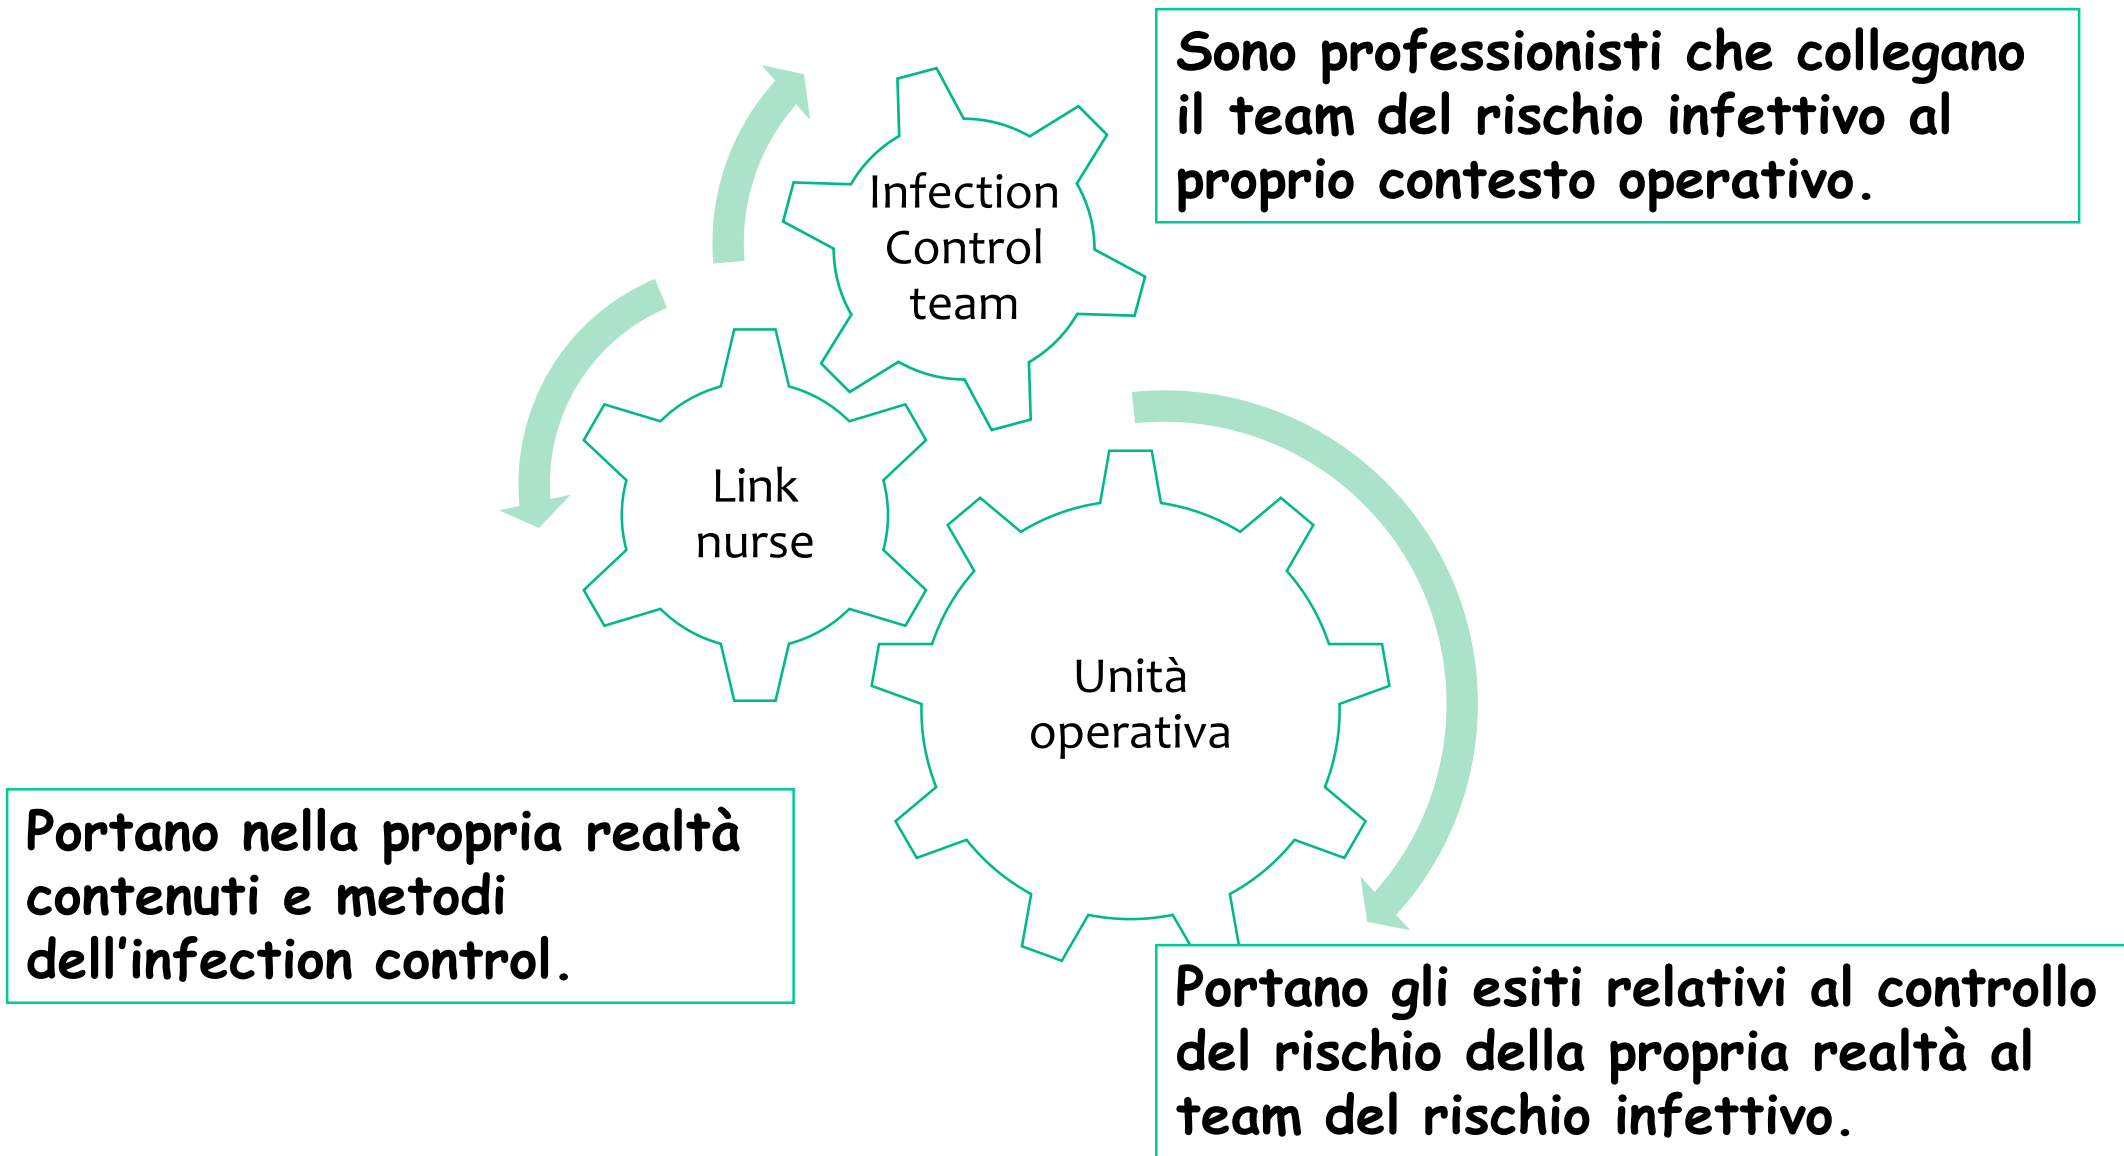 Sono professionisti che collegano
il team del rischio infettivo al
proprio contesto operativo.
Infection
Control
team
Link
nurse
Unità
operativa
Portano nella propria realtà
contenuti e metodi
dell’infection control.
Portano gli esiti relativi al controllo
del rischio della propria realtà al
team del rischio infettivo.